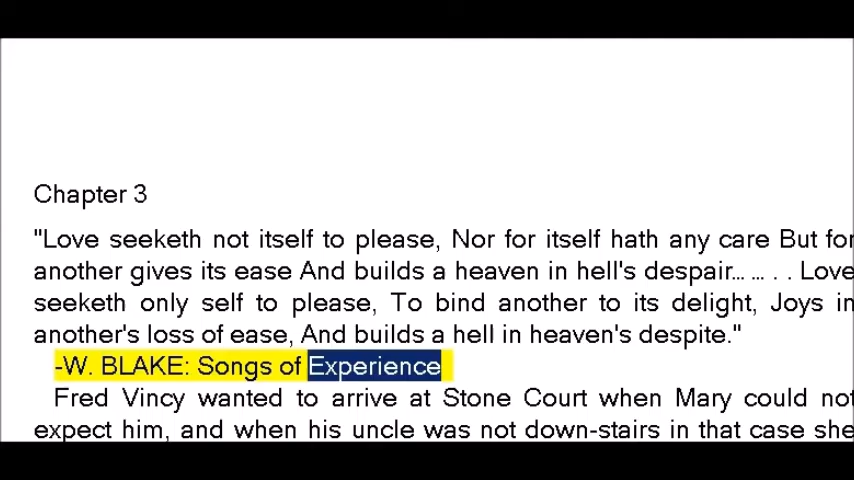 Chapter 3
"Love seeketh not itself to please, Nor for itself hath any care But for
another gives its ease And builds a heaven in hell's despair... ... . . Love
seeketh only self to please, To bind another to its delight, Joys in
another's loss of ease, And builds a hell in heaven's despite."
-W. BLAKE: Songs of Experience
Fred Vincy wanted to arrive at Stone Court when Mary could not
expect him, and when his uncle was not down-stairs in that case she